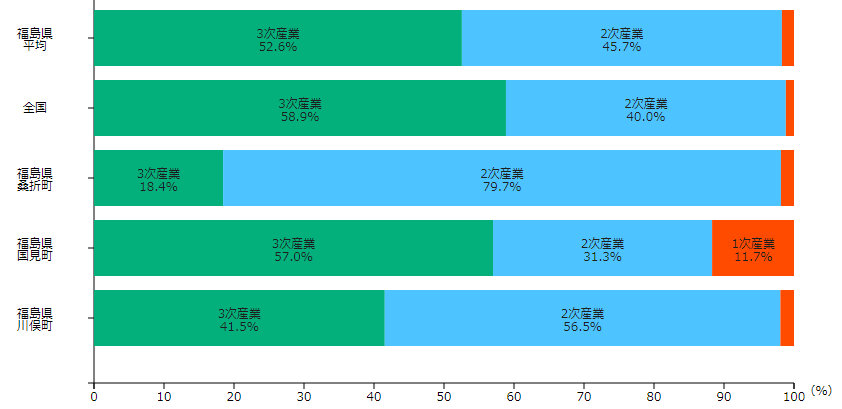 福島県
平均
3次産業
52.6%
2次産業
45.7%
全国
3次産業
58.9%
2次産業
40.0%
福島県
桑折町
3次産業
18.4%
2次産業
79.7%
福島県
国見町
3次産業
57.0%
2次産業
31.3%
1次産業
11.7%
福島県
川俣町
3次産業
41.5%
2次産業
56.5%
0 10 20 30 40 50 60 70 80 90 100 (%)